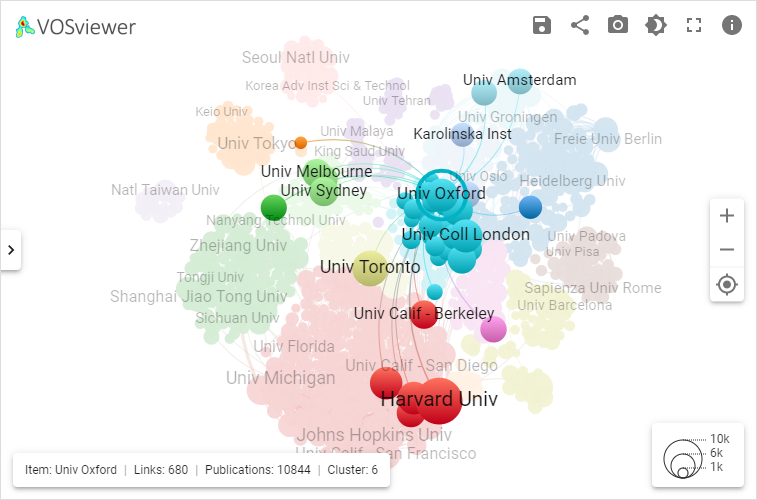 VOSviewer
Seoul Natl Univ
Univ Amsterdam
Korea Adv Inst Sci & Technol
Univ Tehran
Keio Univ
Univ Groningen
Univ Malaya
Karolinska Inst
Univ Tokyo
Freie Univ Berlin
King Saud Univ
Univ Melbourne
Univ Oslo
Heidelberg Univ
Natl Taiwan Univ
Univ Sydney
Univ Oxford
Nanyang Technol Univ
Univ Coll London
Univ Padova
Zhejiang Univ
Univ Pisa
Univ Toronto
Tongji Univ
Sapienza Univ Rome
Shanghai Jiao Tong Univ
Univ Barcelona
Sichuan Univ
Univ Calif - Berkeley
Univ Florida
Univ Calif - San Diego
Univ Michigan
Harvard Univ
Johns Hopkins Univ
Univ Calif - San Francisco
10k
6k
1k
Item: Univ Oxford | Links: 680 | Publications: 10844 | Cluster: 6